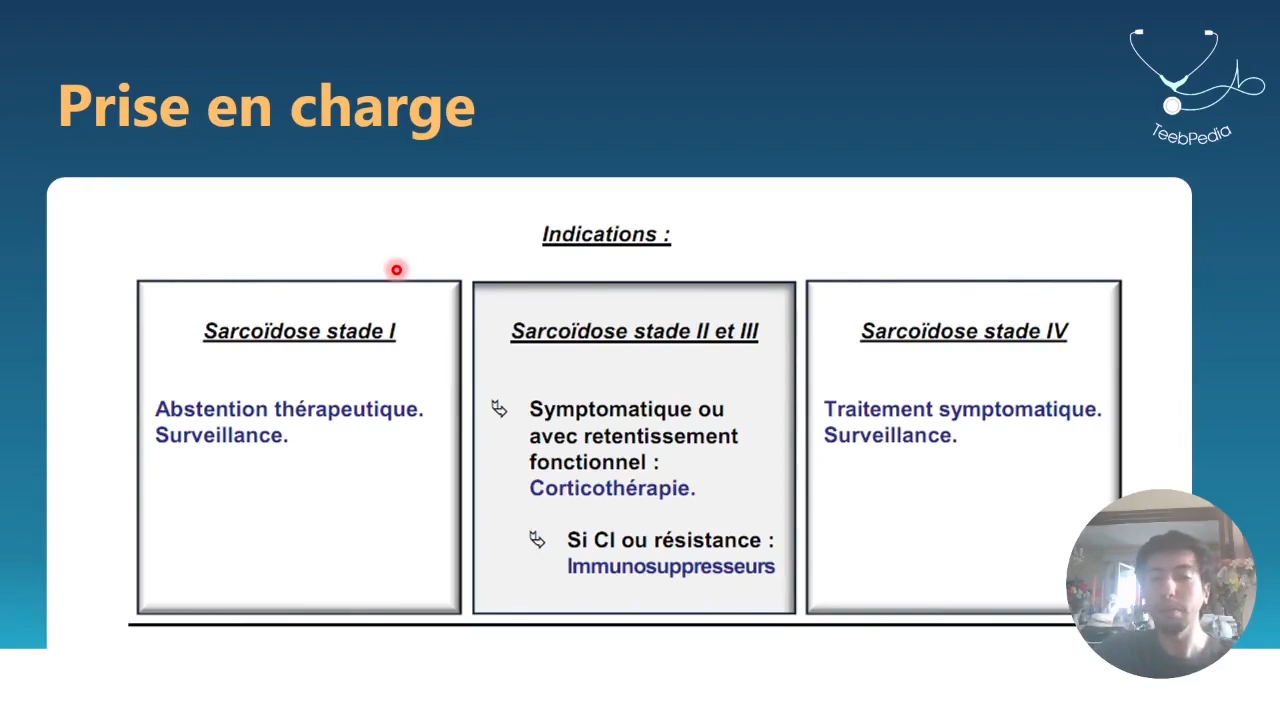 TeebPedia
Prise en charge
Indications :
Sarcoïdose stade I
Abstention thérapeutique.
Surveillance.
Sarcoïdose stade II et III
Symptomatique ou
avec retentissement
fonctionnel :
Corticothérapie.
Si CI ou résistance :
Immunosuppresseurs
Sarcoïdose stade IV
Traitement symptomatique.
Surveillance.